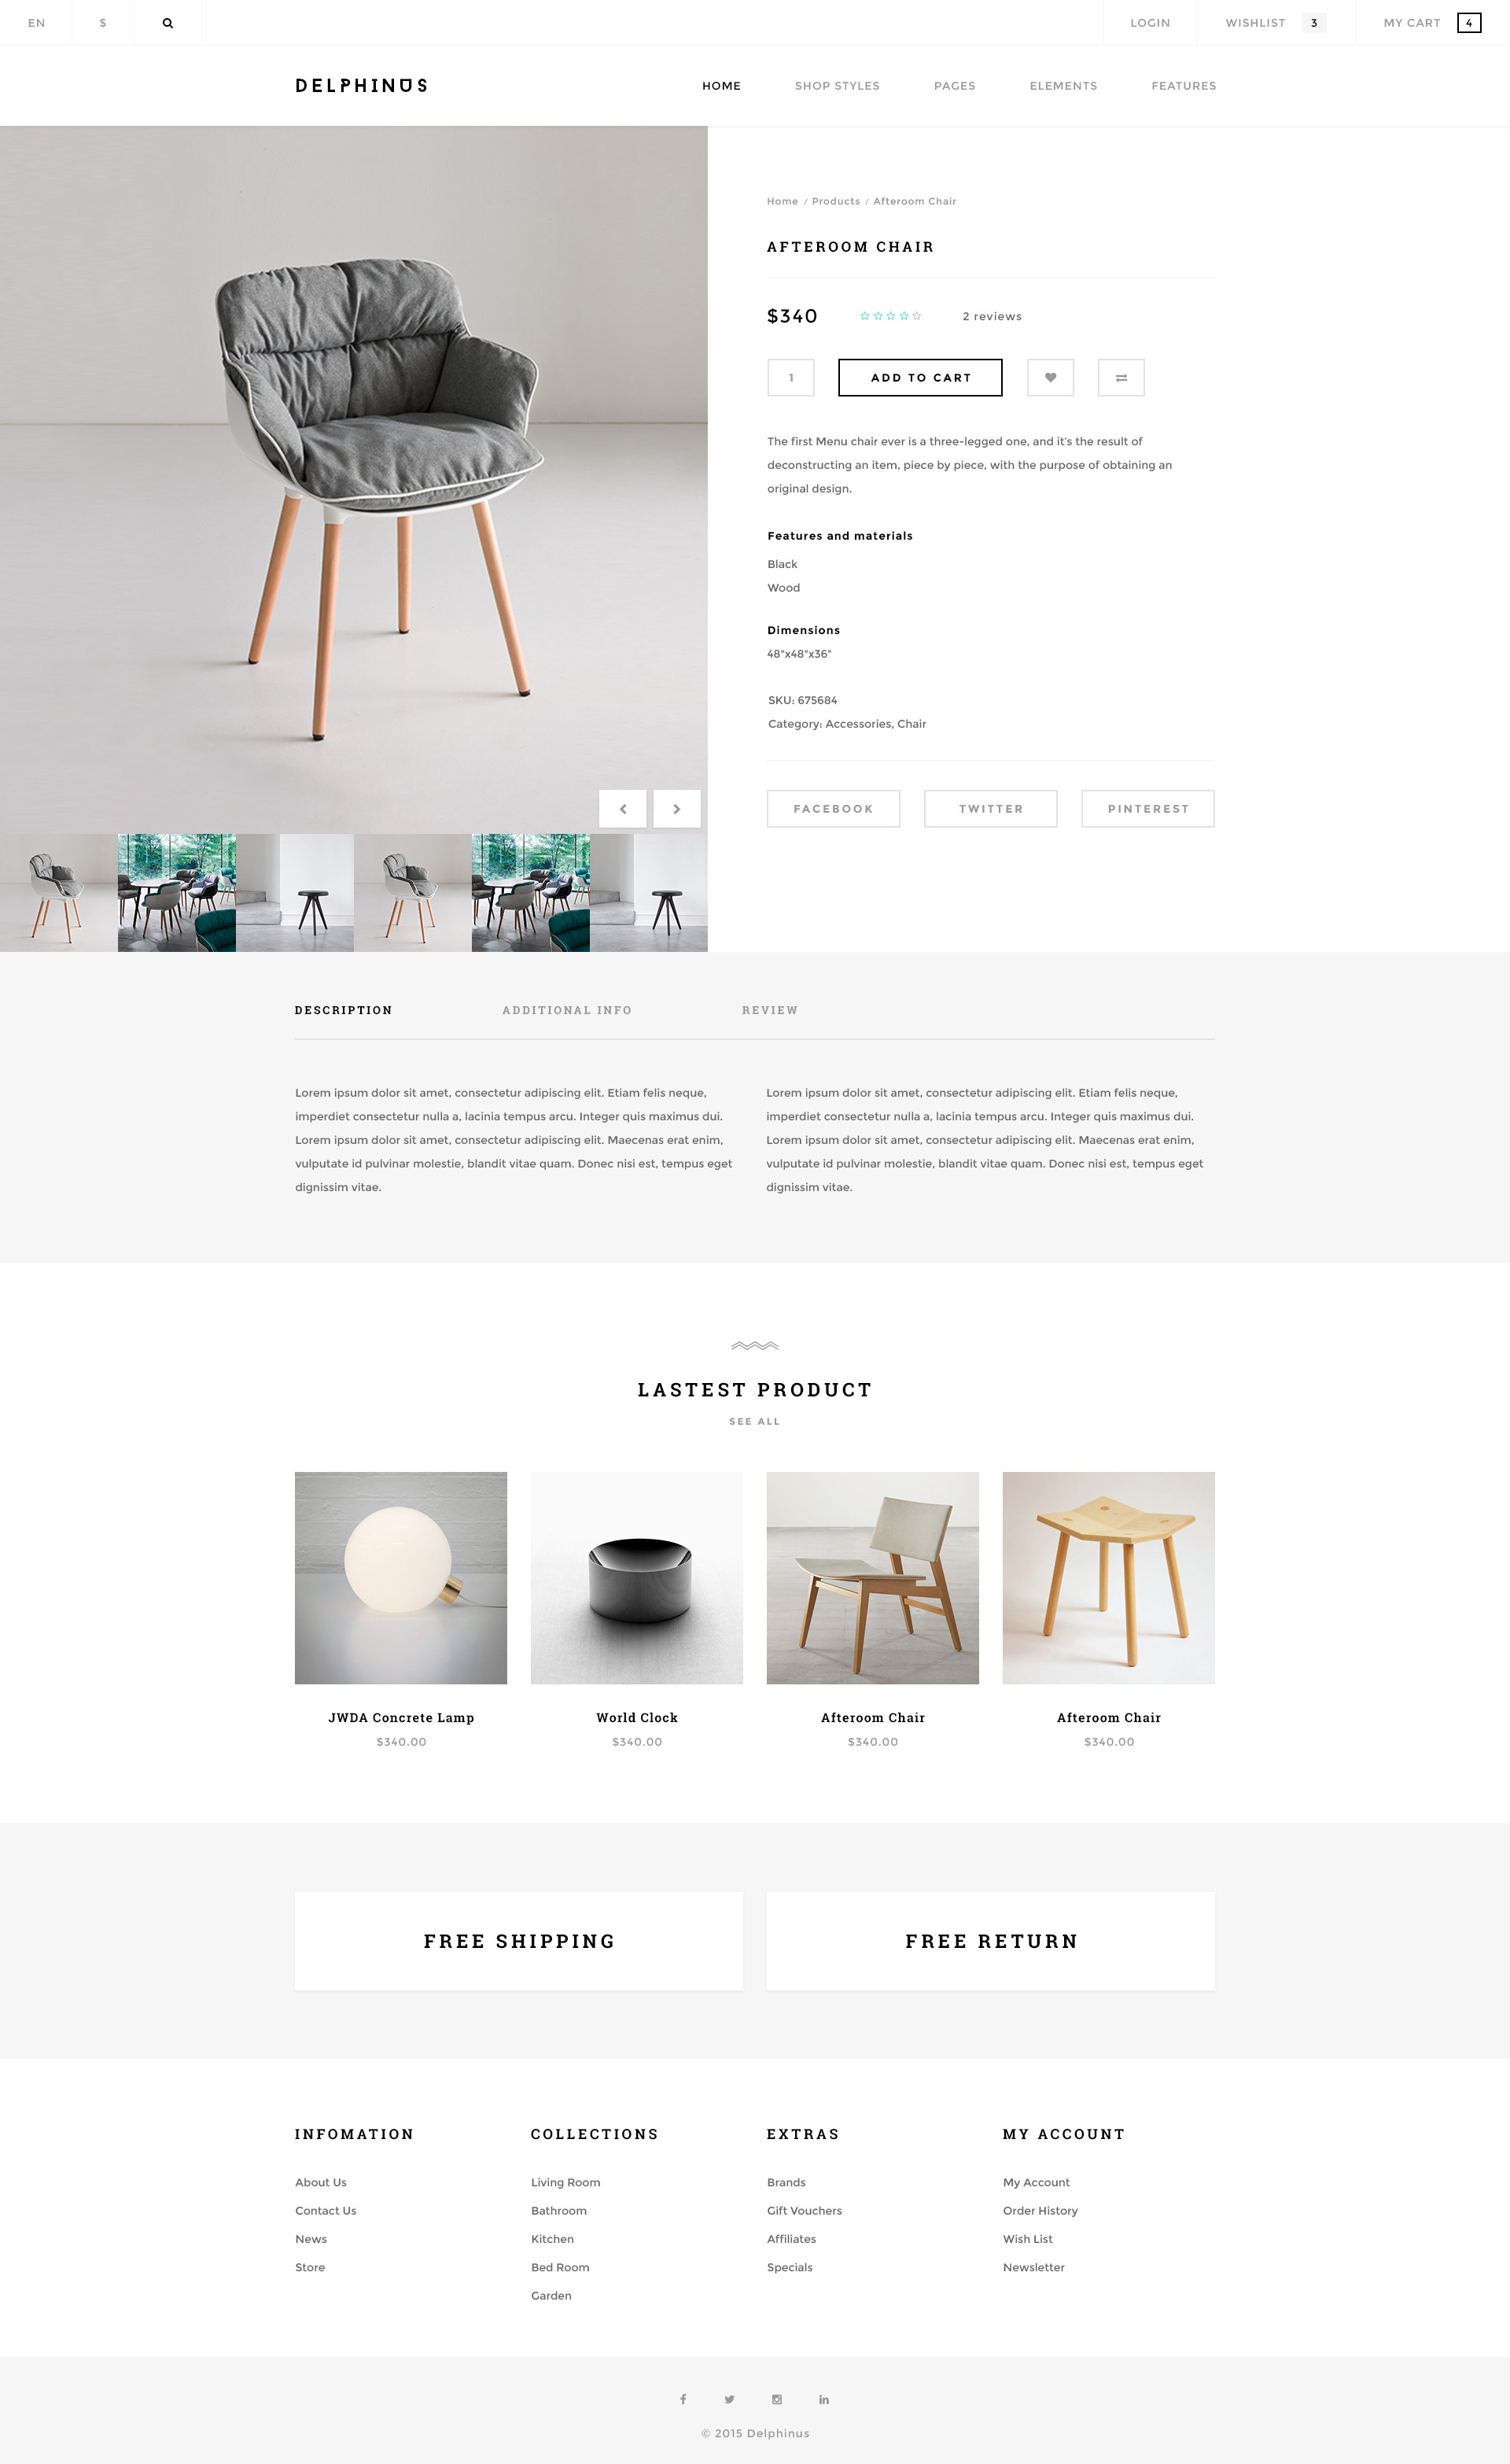 EN $ LOGIN WISHLIST 3 MY CART 4
DELPHINUS HOME SHOP STYLES PAGES ELEMENTS FEATURES
Home / Products / Afteroom Chair
AFTEROOM CHAIR
$340 2 reviews
1 ADD TO CART
The first Menu chair ever is a three-legged one, and it's the result of
deconstructing an item, piece by piece, with the purpose of obtaining an
original design.
Features and materials
Black
Wood
Dimensions
48"x48"x36"
SKU: 675684
Category: Accessories, Chair
FACEBOOK TWITTER PINTEREST
DESCRIPTION ADDITIONAL INFO REVIEW
Lorem ipsum dolor sit amet, consectetur adipiscing elit. Etiam felis neque,
imperdiet consectetur nulla a, lacinia tempus arcu. Integer quis maximus dui.
Lorem ipsum dolor sit amet, consectetur adipiscing elit. Maecenas erat enim,
vulputate id pulvinar molestie, blandit vitae quam. Donec nisi est, tempus eget
dignissim vitae.
Lorem ipsum dolor sit amet, consectetur adipiscing elit. Etiam felis neque,
imperdiet consectetur nulla a, lacinia tempus arcu. Integer quis maximus dui.
Lorem ipsum dolor sit amet, consectetur adipiscing elit. Maecenas erat enim,
vulputate id pulvinar molestie, blandit vitae quam. Donec nisi est, tempus eget
dignissim vitae.
LASTEST PRODUCT
SEE ALL
JWDA Concrete Lamp
$340.00
World Clock
$340.00
Afteroom Chair
$340.00
Afteroom Chair
$340.00
FREE SHIPPING
FREE RETURN
INFOMATION
About Us
Contact Us
News
Store
COLLECTIONS
Living Room
Bathroom
Kitchen
Bed Room
Garden
EXTRAS
Brands
Gift Vouchers
Affiliates
Specials
MY ACCOUNT
My Account
Order History
Wish List
Newsletter
© 2015 Delphinus